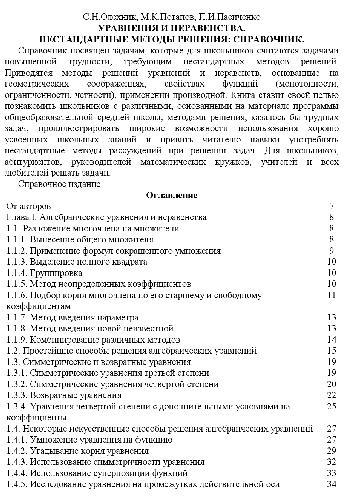 С.Н.Олехник, М.К.Потапов, П.И.Пасиченко
УРАВНЕНИЯ И НЕРАВЕНСТВА.
НЕСТАНДАРТНЫЕ МЕТОДЫ РЕШЕНИЯ: СПРАВОЧНИК.
Справочник посвящен задачам, которые для школьников считаются задачами
повышенной трудности, требующим нестандартных методов решений.
Приводятся методы решений уравнений и неравенств, основанные на
геометрических соображениях, свойствах функций (монотонности,
ограниченности, четности), применении производной. Книга ставит своей целью
познакомить школьников с различными, основанными на материале программы
общеобразовательной средней школы, методами решения, казалось бы трудных
задач, проиллюстрировать широкие возможности использования хорошо
усвоенных школьных знаний и привить читателю навыки употреблять
нестандартные методы рассуждений при решении задач. Для школьников,
абитуриентов, руководителей математических кружков, учителей и всех
любителей решать задачи.
Справочное издание
Оглавление
От авторов 7
Глава I. Алгебраические уравнения и неравенства 8
1.1. Разложение многочлена на множители 8
1.1.1. Вынесение общего множителя 8
1.1.2. Применение формул сокращенного умножения 9
1.1.3. Выделение полного квадрата 10
1.1.4. Группировка 10
1.1.5. Метод неопределенных коэффициентов 10
1.1.6. Подбор корня многочлена по его старшему и свободному 11
коэффициентам
1.1.7. Метод введения параметра 13
1.1.8. Метод введения новой неизвестной 13
1.1.9. Комбинирование различных методов 14
1.2. Простейшие способы решения алгебраических уравнений 15
1.3. Симметрические и возвратные уравнения 19
1.3.1. Симметрические уравнения третьей степени 19
1.3.2. Симметрические уравнения четвертой степени 20
1.3.3. Возвратные уравнения 22
1.3.4. Уравнения четвертой степени с дополнительными условиями на 25
коэффициенты
1.4. Некоторые искусственные способы решения алгебраических уравнений 27
1.4.1. Умножение уравнения на функцию 27
1.4.2. Угадывание корня уравнения 29
1.4.3. Использование симметричности уравнения 32
1.4.4. Использование суперпозиции функций 33
1.4.5. Исследование уравнения на промежутках действительной оси 34